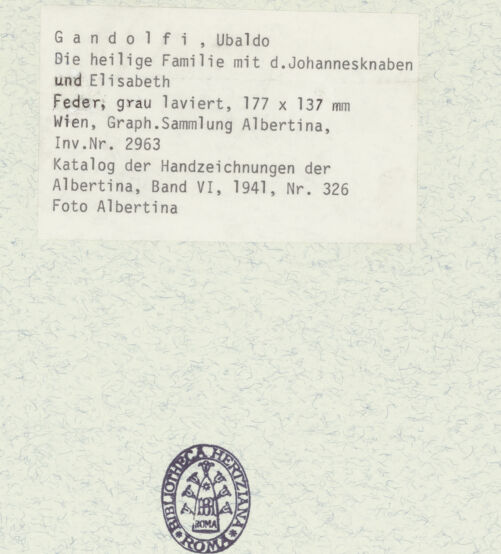 G a n d o l f i , Ubaldo
Die heilige Familie mit d.Johannesknaben
und Elisabeth
Feder, grau laviert, 177 x 137 mm
Wien, Graph.Sammlung Albertina,
Inv.Nr. 2963
Katalog der Handzeichnungen der
Albertina, Band VI, 1941, Nr. 326
Foto Albertina
BIBLIOTHECA HERTZIANA
ROMA
ROMA